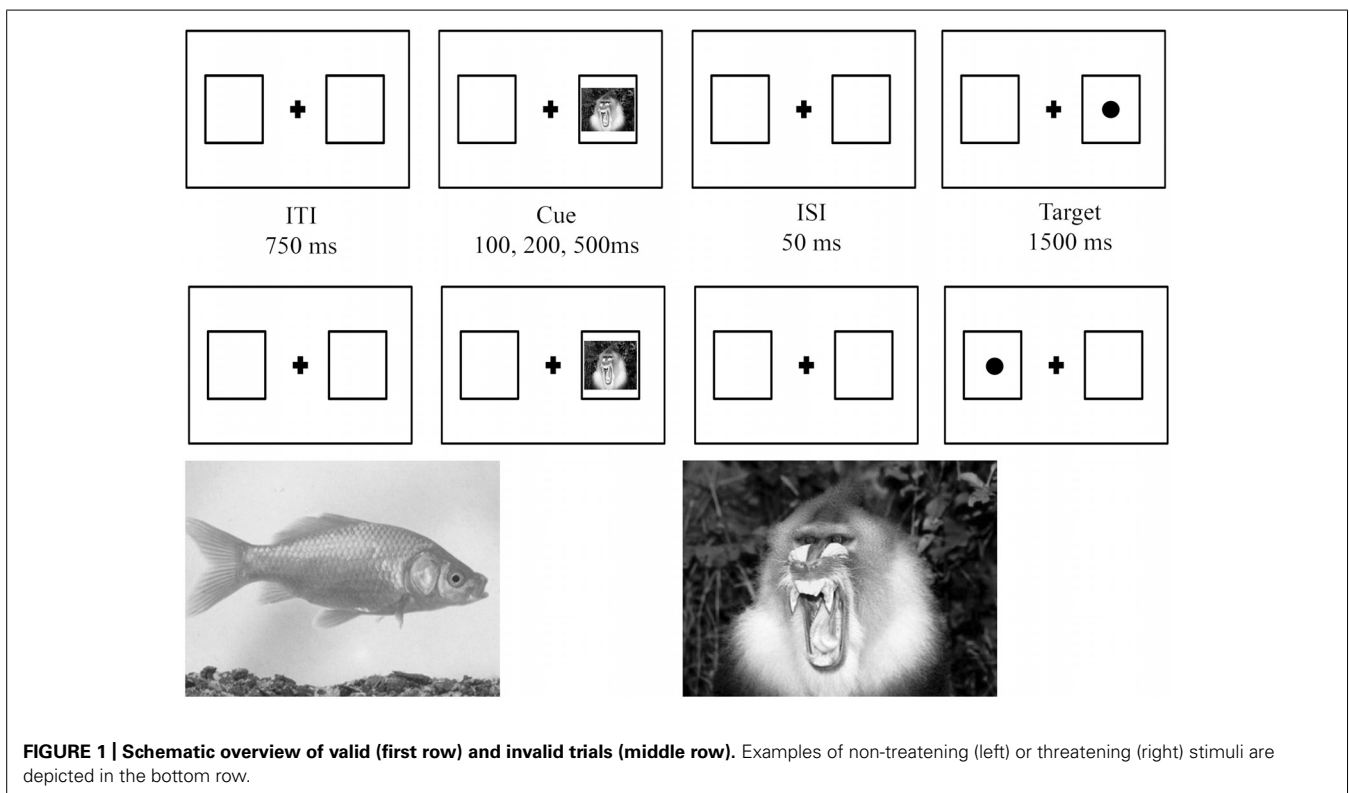 ITI
750 ms
Cue
100, 200, 500ms
ISI
50 ms
Target
1500 ms
FIGURE 1 | Schematic overview of valid (first row) and invalid trials (middle row). Examples of non-treatening (left) or threatening (right) stimuli are
depicted in the bottom row.